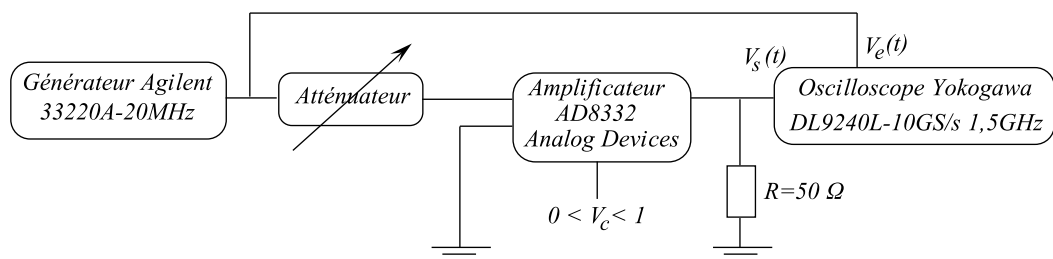 V_s(t)
V_e(t)
Générateur Agilent
33220A-20MHz
Atténuateur
Amplificateur
AD8332
Analog Devices
Oscilloscope Yokogawa
DL9240L-10GS/s 1,5GHz
R=50 Ω
0 < V_c < 1